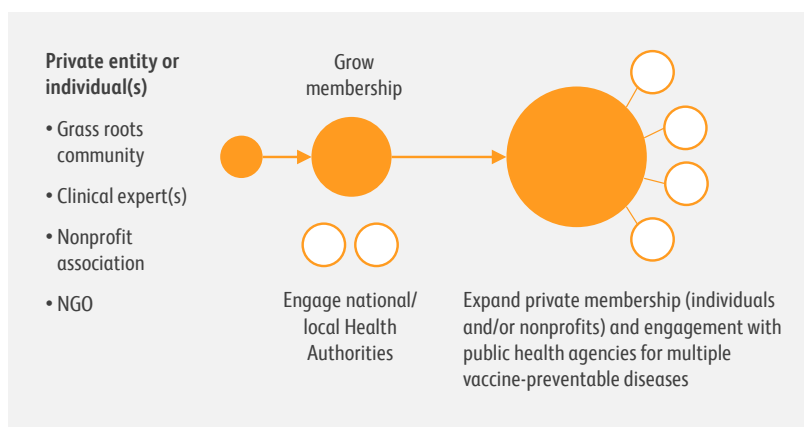 Private entity or
individual(s)
• Grass roots
community
• Clinical expert(s)
• Nonprofit
association
• NGO
Grow
membership
Engage national/
local Health
Authorities
Expand private membership (individuals
and/or nonprofits) and engagement with
public health agencies for multiple
vaccine-preventable diseases